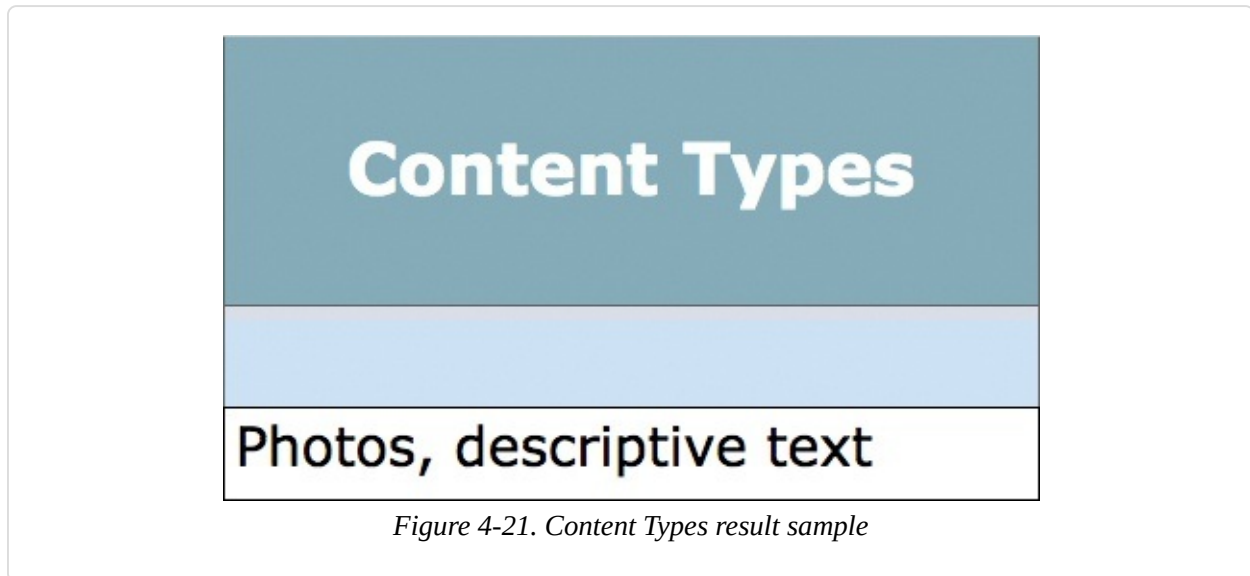 Content Types
Photos, descriptive text
Figure 4-21. Content Types result sample